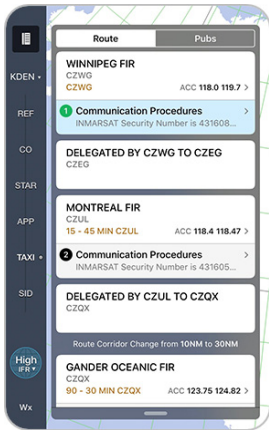 Route
Pubs
KDEN
REF
CO
STAR
APP
TAXI
SID
High
IFR
Wx
WINNIPEG FIR
CZWG
CZWG
ACC 118.0 119.7
1 Communication Procedures
INMARSAT Security Number is 431608...
DELEGATED BY CZWG TO CZEG
CZEG
MONTREAL FIR
CZUL
15 - 45 MIN CZUL
ACC 118.4 118.47
2 Communication Procedures
INMARSAT Security Number is 431605...
DELEGATED BY CZUL TO CZQX
CZQX
Route Corridor Change from 10NM to 30NM
GANDER OCEANIC FIR
CZQX
90 - 30 MIN CZQX
ACC 123.75 124.82